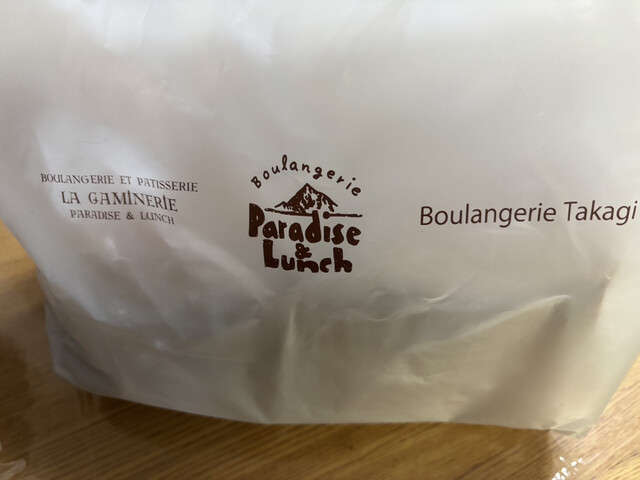 BOULANGERIE ET PATISSERIE
LA GAMINERIE
PARADISE & LUNCH
Boulangerie
Paradise
&
Lunch
Boulangerie Takagi